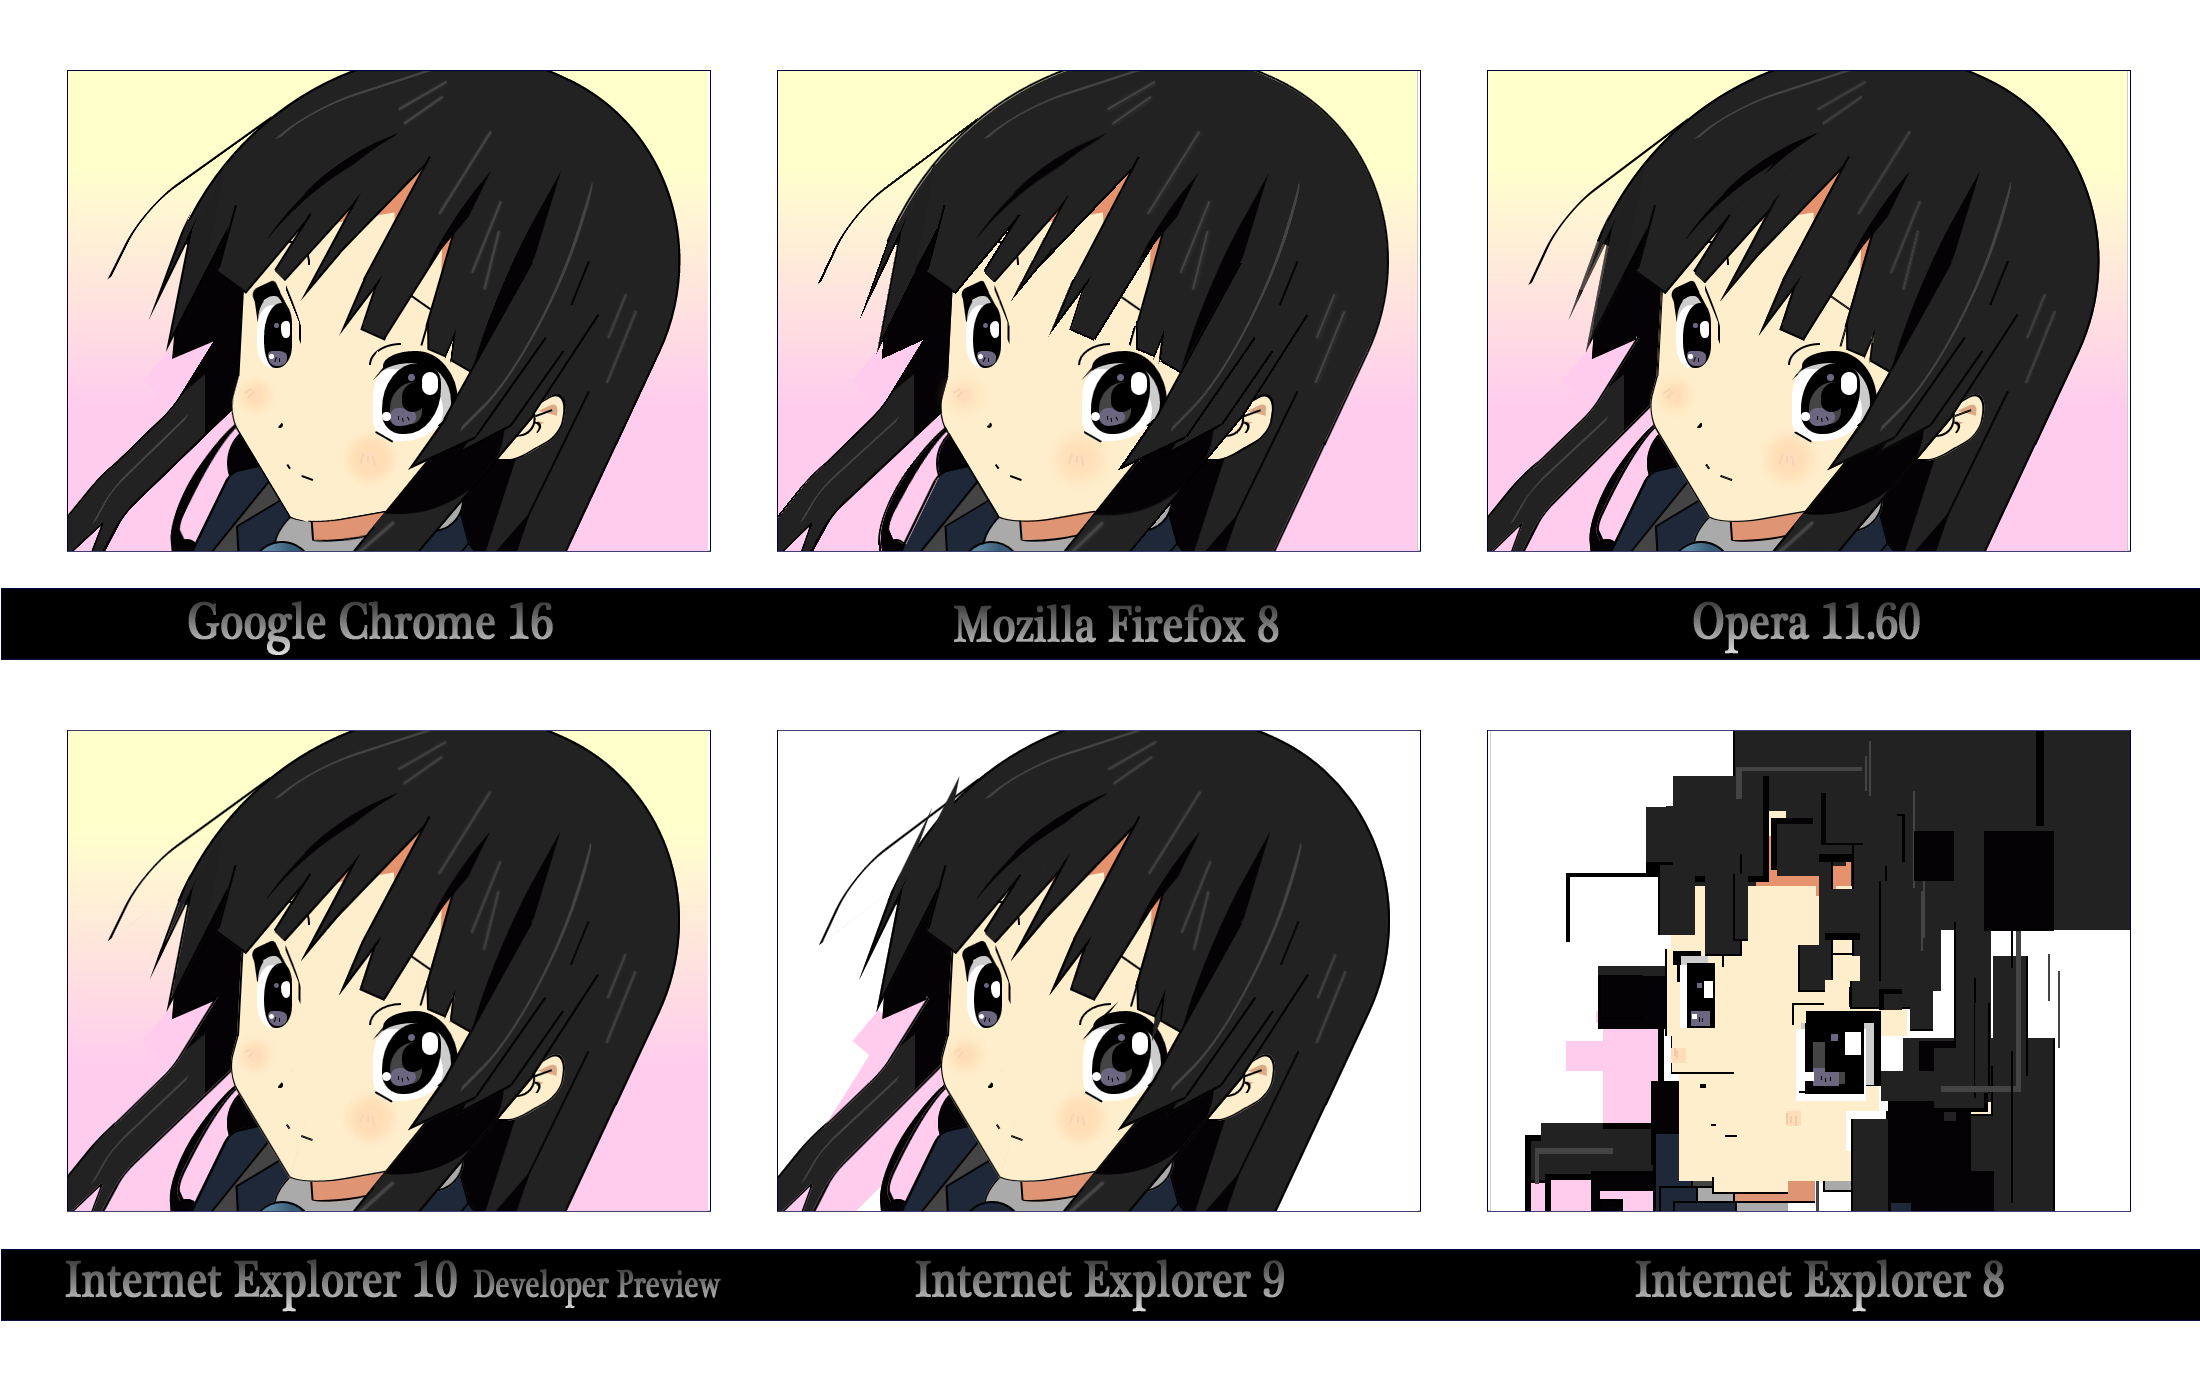 Google Chrome 16
Mozilla Firefox 8
Opera 11.60
Internet Explorer 10 Developer Preview
Internet Explorer 9
Internet Explorer 8